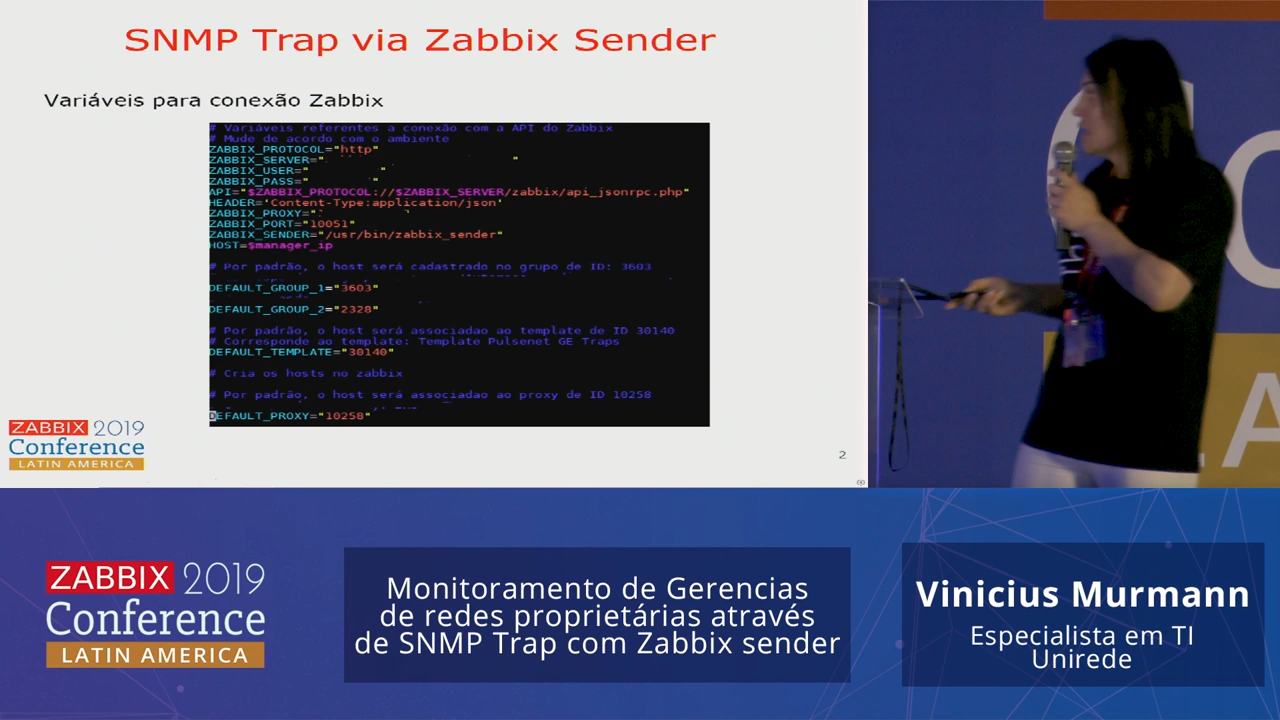 SNMP Trap via Zabbix Sender
Variáveis para conexão Zabbix
# Variáveis referentes à conexão com a API do Zabbix
# Mude de acordo com o ambiente
ZABBIX_PROTOCOL="http"
ZABBIX_SERVER=" "
ZABBIX_USER=" "
ZABBIX_PASS=" "
API="$ZABBIX_PROTOCOL://$ZABBIX_SERVER/zabbix/api_jsonrpc.php"
HEADER='Content-Type:application/json'
ZABBIX_PROXY=" "
ZABBIX_PORT="10051"
ZABBIX_SENDER="/usr/bin/zabbix_sender"
HOST=$manager_ip
# Por padrão, o host será cadastrado no grupo de ID: 3603
DEFAULT_GROUP_1="3603"
DEFAULT_GROUP_2="2328"
# Por padrão, o host será associadao ao template de ID 30140
# Corresponde ao template: Template Pulsenet GE Traps
DEFAULT_TEMPLATE="30140"
# Cria os hosts no zabbix
# Por padrão, o host será associadao ao proxy de ID 10258
DEFAULT_PROXY="10258"
ZABBIX 2019
Conference
LATIN AMERICA
2
ZABBIX 2019
Conference
LATIN AMERICA
Monitoramento de Gerencias
de redes proprietárias através
de SNMP Trap com Zabbix sender
Vinicius Murmann
Especialista em TI
Unirede